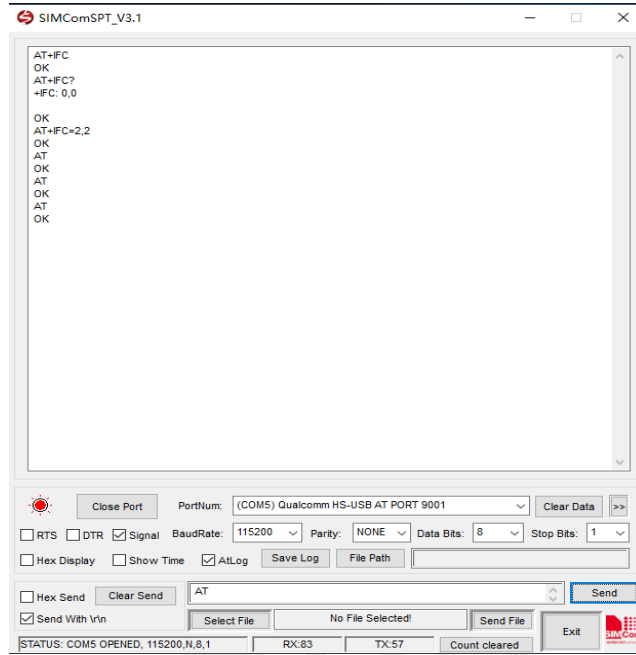 SIMComSPT_V3.1
AT+IFC
OK
AT+IFC?
+IFC: 0,0
OK
AT+IFC=2,2
OK
AT
OK
AT
OK
AT
OK
Close Port PortNum: (COM5) Qualcomm HS-USB AT PORT 9001 Clear Data >>
RTS DTR Signal BaudRate: 115200 Parity: NONE Data Bits: 8 Stop Bits: 1
Hex Display Show Time AtLog Save Log File Path
Hex Send Clear Send AT Send
Send With \r\n Select File No File Selected! Send File Exit SIMCom
STATUS: COM5 OPENED, 115200,N,8,1 RX:83 TX:57 Count cleared